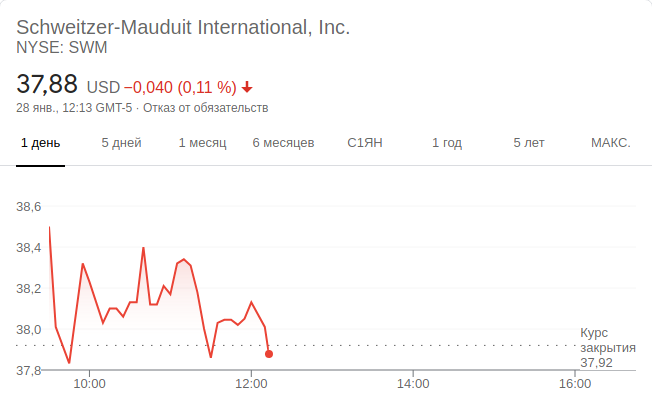 Schweitzer-Mauduit International, Inc.
NYSE: SWM
37,88 USD −0,040 (0,11 %)
28 янв., 12:13 GMT-5 · Отказ от обязательств
1 день 5 дней 1 месяц 6 месяцев С1ЯН 1 год 5 лет МАКС.
38,6
38,4
38,2
38,0
37,8
Курс
закрытия
37,92
10:00 12:00 14:00 16:00